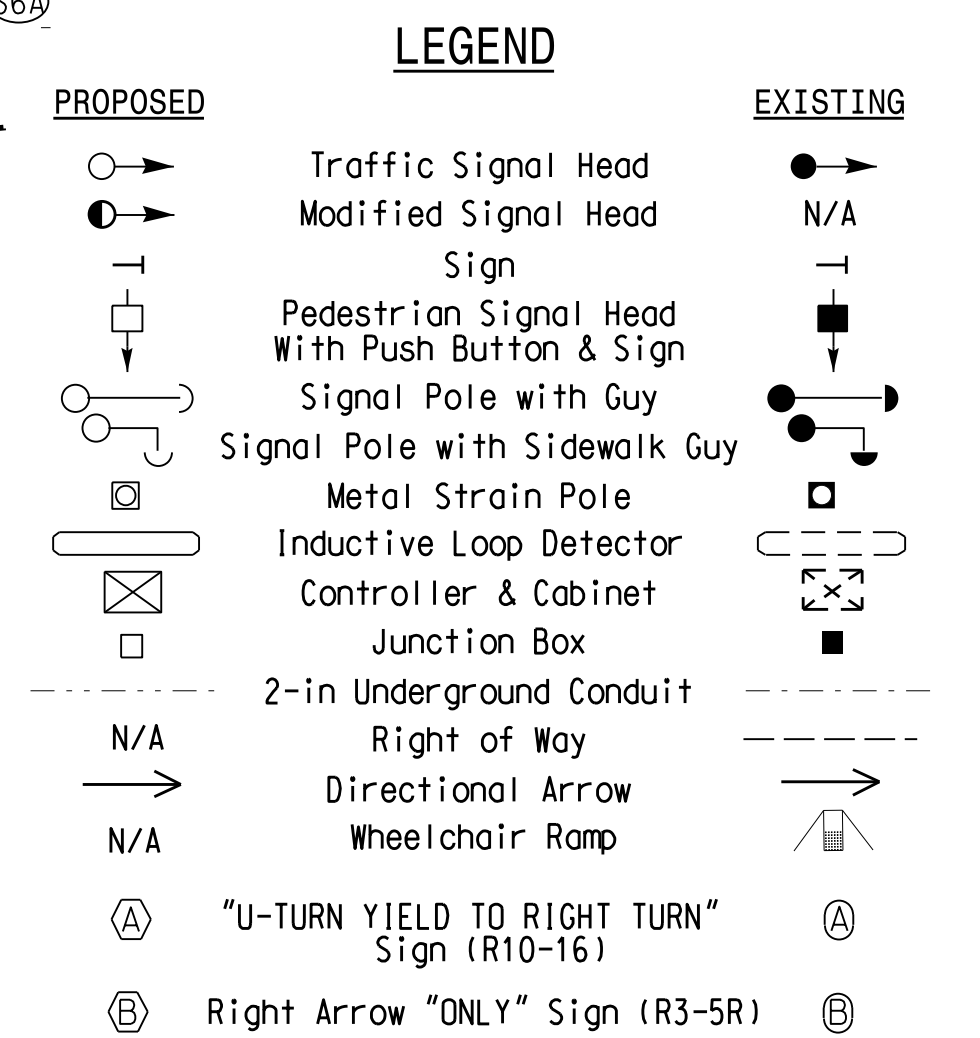 LEGEND
PROPOSED EXISTING
Traffic Signal Head
Modified Signal Head N/A
Sign
Pedestrian Signal Head
With Push Button & Sign
Signal Pole with Guy
Signal Pole with Sidewalk Guy
Metal Strain Pole
Inductive Loop Detector
Controller & Cabinet
Junction Box
2-in Underground Conduit
N/A Right of Way
Directional Arrow
N/A Wheelchair Ramp
A "U-TURN YIELD TO RIGHT TURN" A
Sign (R10-16)
B Right Arrow "ONLY" Sign (R3-5R) B